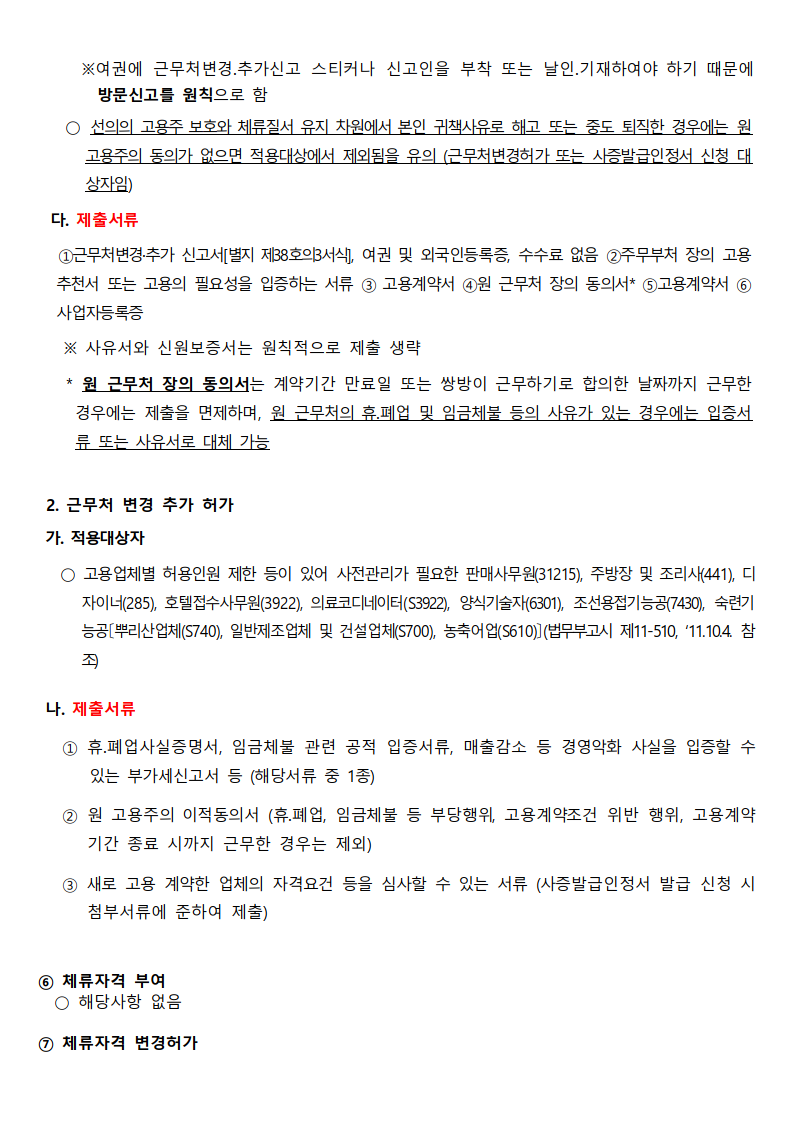 ※여권에 근무처변경.추가신고 스티커나 신고인을 부착 또는 날인.기재하여야 하기 때문에
방문신고를 원칙으로 함
○ 선의의 고용주 보호와 체류질서 유지 차원에서 본인 귀책사유로 해고 또는 중도 퇴직한 경우에는 원
고용주의 동의가 없으면 적용대상에서 제외됨을 유의 (근무처변경허가 또는 사증발급인정서 신청 대
상자임)
다. 제출서류
①근무처변경·추가 신고서[별지 제38호의3서식], 여권 및 외국인등록증, 수수료 없음 ②주무부처 장의 고용
추천서 또는 고용의 필요성을 입증하는 서류 ③ 고용계약서 ④원 근무처 장의 동의서* ⑤고용계약서 ⑥
사업자등록증
※ 사유서와 신원보증서는 원칙적으로 제출 생략
* 원 근무처 장의 동의서는 계약기간 만료일 또는 쌍방이 근무하기로 합의한 날짜까지 근무한
경우에는 제출을 면제하며, 원 근무처의 휴.폐업 및 임금체불 등의 사유가 있는 경우에는 입증서
류 또는 사유서로 대체 가능
2. 근무처 변경 추가 허가
가. 적용대상자
○ 고용업체별 허용인원 제한 등이 있어 사전관리가 필요한 판매사무원(31215), 주방장 및 조리사(441), 디
자이너(285), 호텔접수사무원(3922), 의료코디네이터(S3922), 양식기술자(6301), 조선용접기능공(7430), 숙련기
능공〔뿌리산업체(S740), 일반제조업체 및 건설업체(S700), 농축어업(S610)〕(법무부고시 제11-510, ‘11.10.4. 참
조)
나. 제출서류
① 휴.폐업사실증명서, 임금체불 관련 공적 입증서류, 매출감소 등 경영악화 사실을 입증할 수
있는 부가세신고서 등 (해당서류 중 1종)
② 원 고용주의 이적동의서 (휴.폐업, 임금체불 등 부당행위, 고용계약조건 위반 행위, 고용계약
기간 종료 시까지 근무한 경우는 제외)
③ 새로 고용 계약한 업체의 자격요건 등을 심사할 수 있는 서류 (사증발급인정서 발급 신청 시
첨부서류에 준하여 제출)
⑥ 체류자격 부여
○ 해당사항 없음
⑦ 체류자격 변경허가